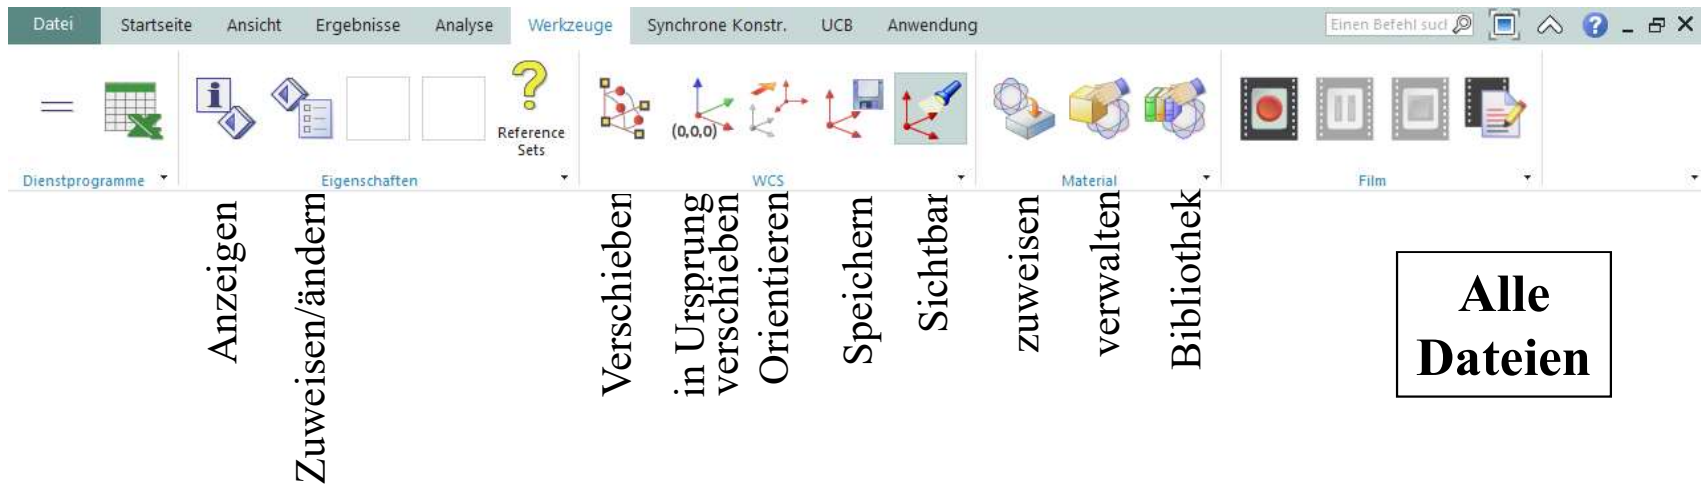 Datei Startseite Ansicht Ergebnisse Analyse Werkzeuge Synchrone Konstr. UCB Anwendung Einen Befehl sucl
(0,0,0)
Reference
Sets
Dienstprogramme Eigenschaften WCS Material Film
Anzeigen
Zuweisen/ändern
Verschieben
in Ursprung
verschieben
Orientieren
Speichern
Sichtbar
zuweisen
verwalten
Bibliothek
Alle
Dateien